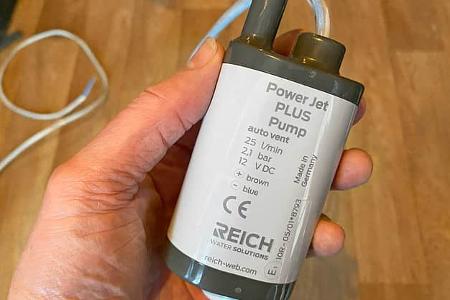 Power Jet
PLUS
Pump
auto vent
25 l/min
2,1 bar
12 V DC
+ brown
− blue
CE
REICH
WATER SOLUTIONS
reich-web.com
Made in
Germany